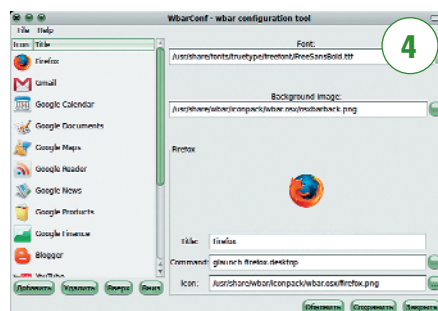 WbarConf - wbar configuration tool
File Help
Icon Title
Firefox
Gmail
Google Calendar
Google Documents
Google Maps
Google Reader
Google News
Google Products
Google Finance
Blogger
YouTube
Добавить Удалить Вверх Вниз
Font:
/usr/share/fonts/truetype/freefont/FreeSansBold.ttf
4
Background Image:
/usr/share/wbar/iconpack/wbar.osx/osxbarback.png
Firefox
Title: Firefox
Command: glaunch firefox.desktop
Icon: /usr/share/wbar/iconpack/wbar.osx/firefox.png
Обновить Сохранить Закрыть